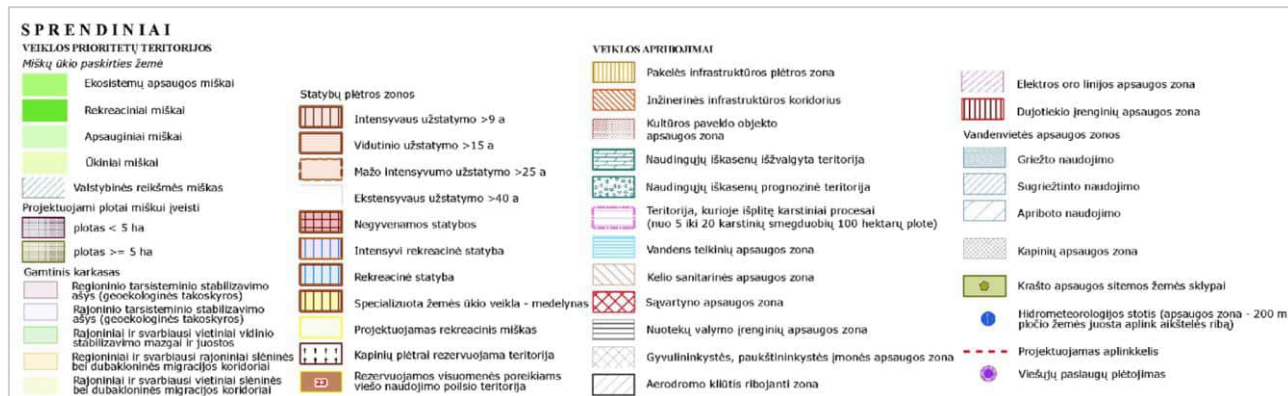 SPRENDINIAI
VEIKLOS PRIORITETŲ TERITORIJOS
Miškų ūkio paskirties žemė
Ekosistemų apsaugos miškai
Rekreaciniai miškai
Apsauginiai miškai
Ūkiniai miškai
Valstybinės reikšmės miškas
Projektuojami plotai miškui įveisti
plotas < 5 ha
plotas >= 5 ha
Gamtinis karkasas
Regioninio tarsisteminio stabilizavimo
ašys (geoekologinės takoskyros)
Rajoninio tarsisteminio stabilizavimo
ašys (geoekologinės takoskyros)
Rajoniniai ir svarbiausi vietiniai vidinio
stabilizavimo mazgai ir juostos
Regioniniai ir svarbiausi rajoniniai slėninės
bei dubakloninės migracijos koridoriai
Rajoniniai ir svarbiausi vietiniai slėninės
bei dubakloninės migracijos koridoriai
Statybų plėtros zonos
Intensyvaus užstatymo >9 a
Vidutinio užstatymo >15 a
Mažo intensyvumo užstatymo >25 a
Ekstensyvaus užstatymo >40 a
Negyvenamos statybos
Intensyvi rekreacinė statyba
Rekreacinė statyba
Specializuota žemės ūkio veikla - medelynas
Projektuojamas rekreacinis miškas
Kapinių plėtrai rezervuojama teritorija
23
Rezervuojamos visuomenės poreikiams
viešo naudojimo poilsio teritorija
VEIKLOS APRIBOJIMAI
Pakelės infrastruktūros plėtros zona
Inžinerinės infrastruktūros koridorius
Kultūros paveldo objekto
apsaugos zona
Naudingųjų iškasenų išžvalgyta teritorija
Naudingųjų iškasenų prognozinė teritorija
Teritorija, kurioje išplitę karstiniai procesai
(nuo 5 iki 20 karstinių smegduobių 100 hektarų plote)
Vandens telkinių apsaugos zona
Kelio sanitarinės apsaugos zona
Sąvartyno apsaugos zona
Nuotekų valymo įrenginių apsaugos zona
Gyvulininkystės, paukštininkystės įmonės apsaugos zona
Aerodromo kliūtis ribojanti zona
Elektros oro linijos apsaugos zona
Dujotiekio įrenginių apsaugos zona
Vandenvietės apsaugos zonos
Griežto naudojimo
Sugriežtinto naudojimo
Apriboto naudojimo
Kapinių apsaugos zona
Krašto apsaugos sitemos žemės sklypai
Hidrometeorologijos stotis (apsaugos zona - 200 m
pločio žemės juosta aplink aikštelės ribą)
Projektuojamas aplinkkelis
Viešųjų paslaugų plėtojimas